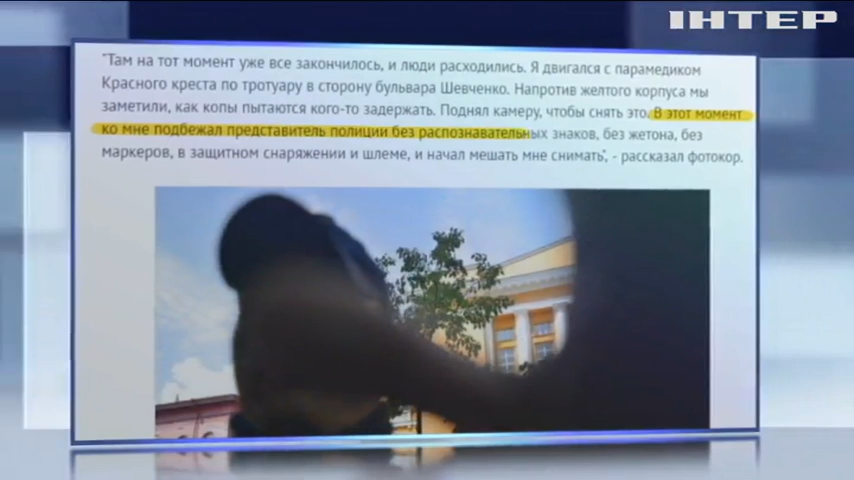 ІНТЕР
"Там на тот момент уже все закончилось, и люди расходились. Я двигался с парамедиком
Красного креста по тротуару в сторону бульвара Шевченко. Напротив желтого корпуса мы
заметили, как копы пытаются кого-то задержать. Поднял камеру, чтобы снять это. В этот момент
ко мне подбежал представитель полиции без распознавательных знаков, без жетона, без
маркеров, в защитном снаряжении и шлеме, и начал мешать мне снимать", - рассказал фотокор.